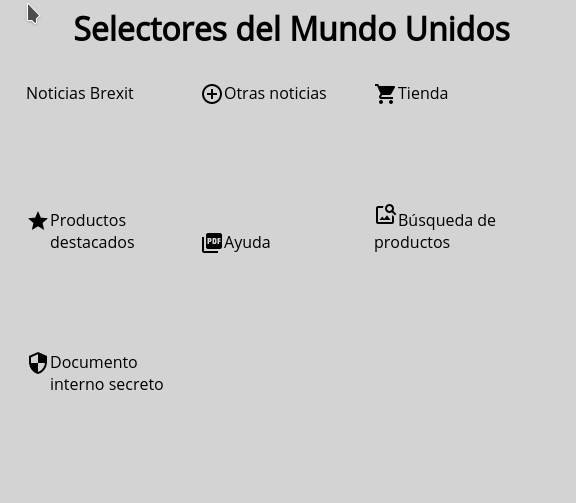 Selectores del Mundo Unidos
Noticias Brexit
Otras noticias
Tienda
Productos
destacados
PDF
Ayuda
Búsqueda de
productos
Documento
interno secreto